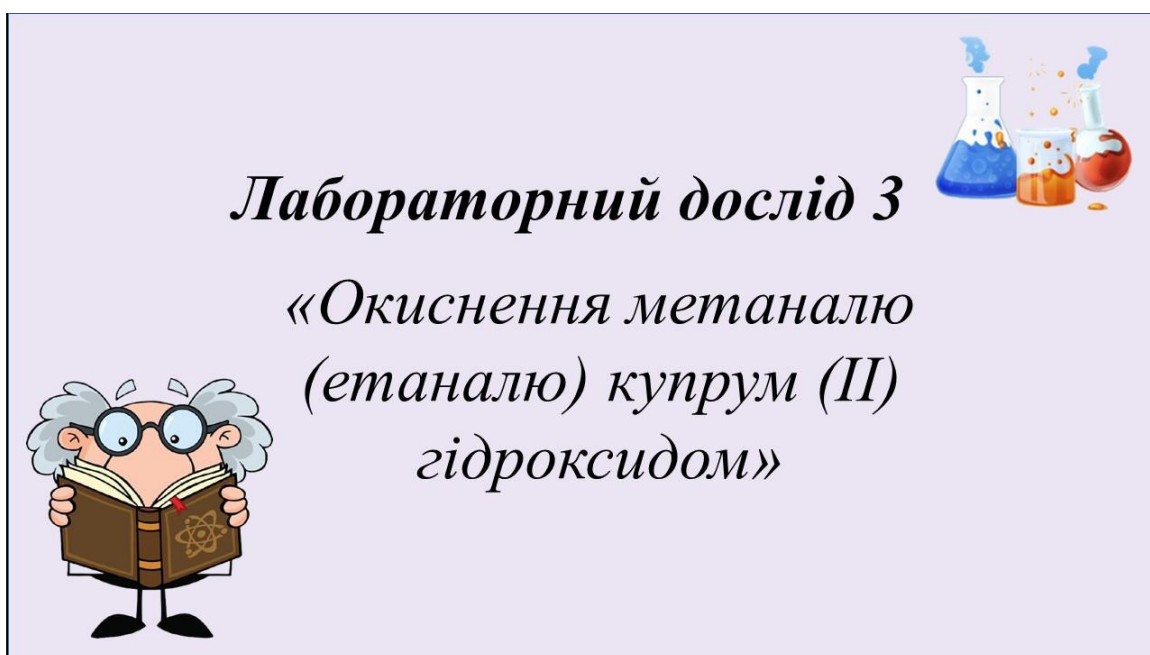 Лабораторний дослід 3
«Окиснення метаналю
(етаналю) купрум (ІІ)
гідроксидом»